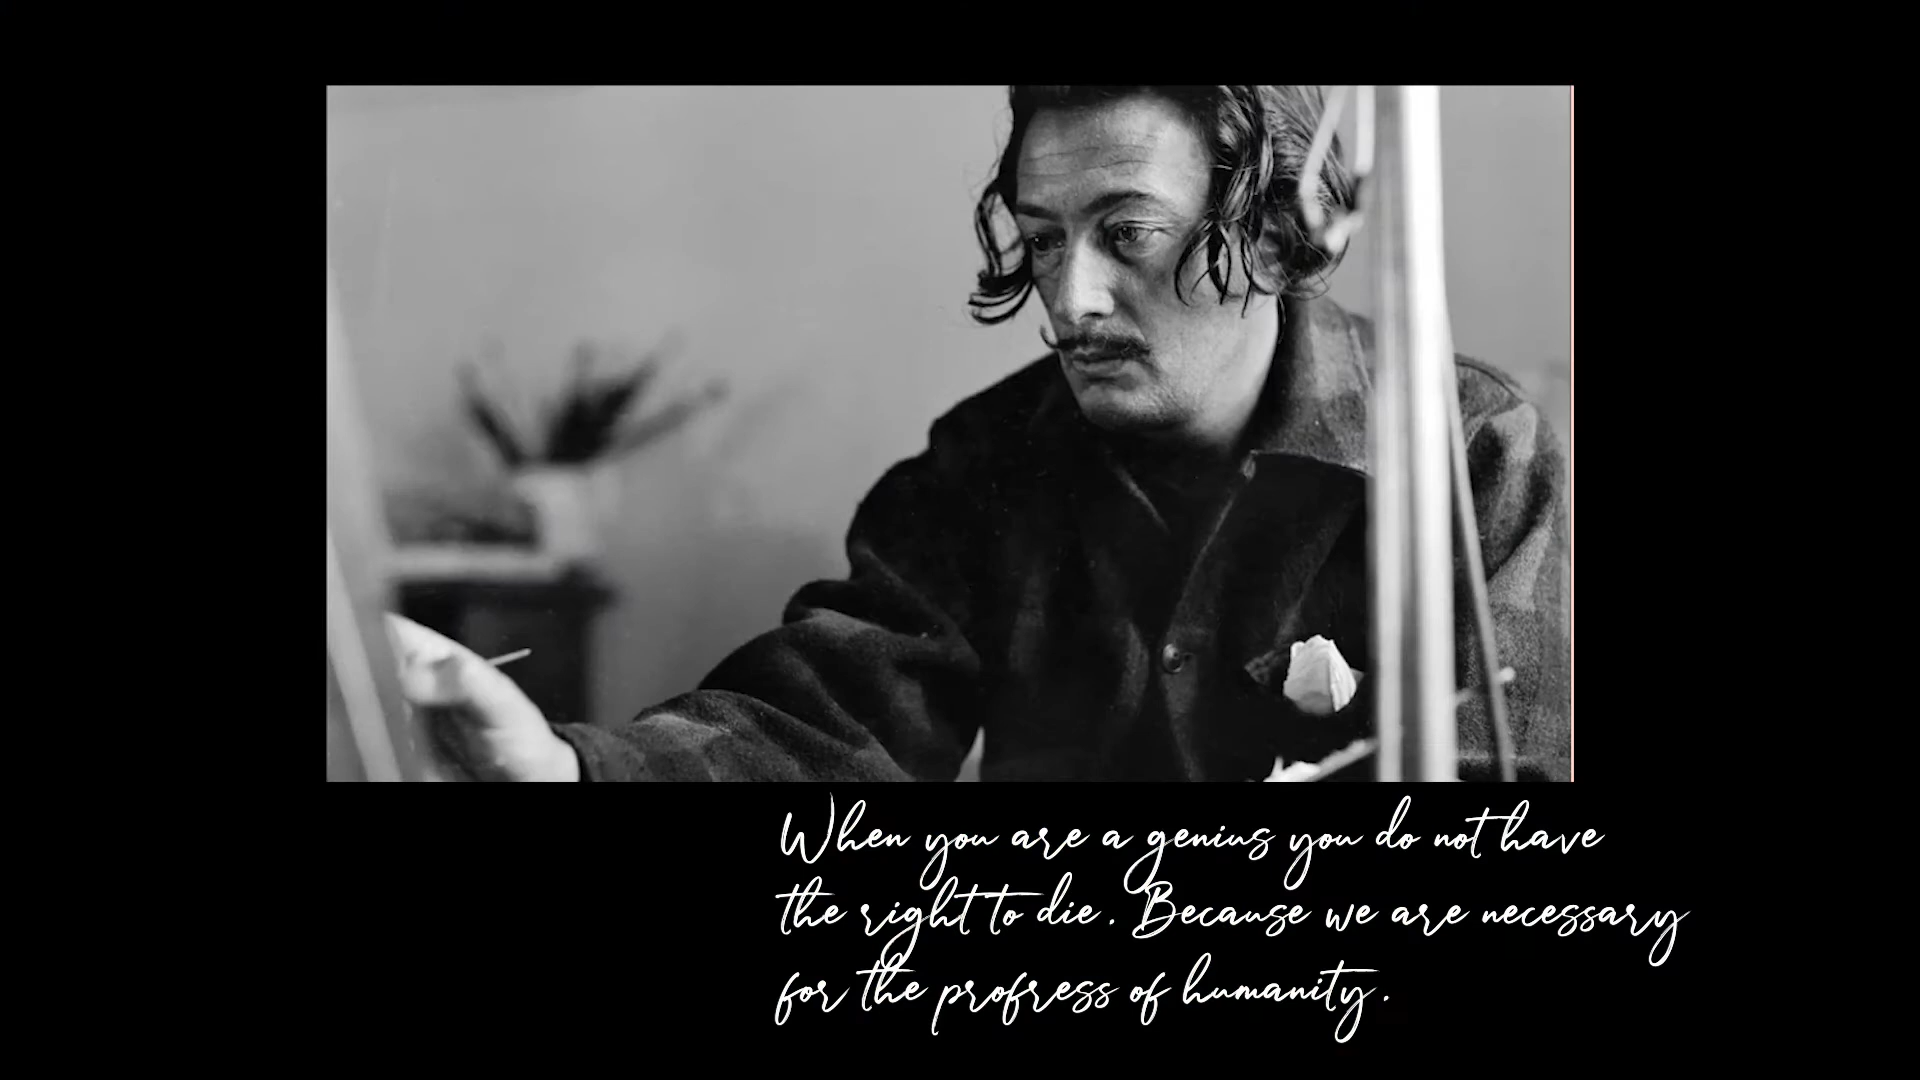 When you are a genius you do not have
the right to die. Because we are necessary
for the profress of humanity.